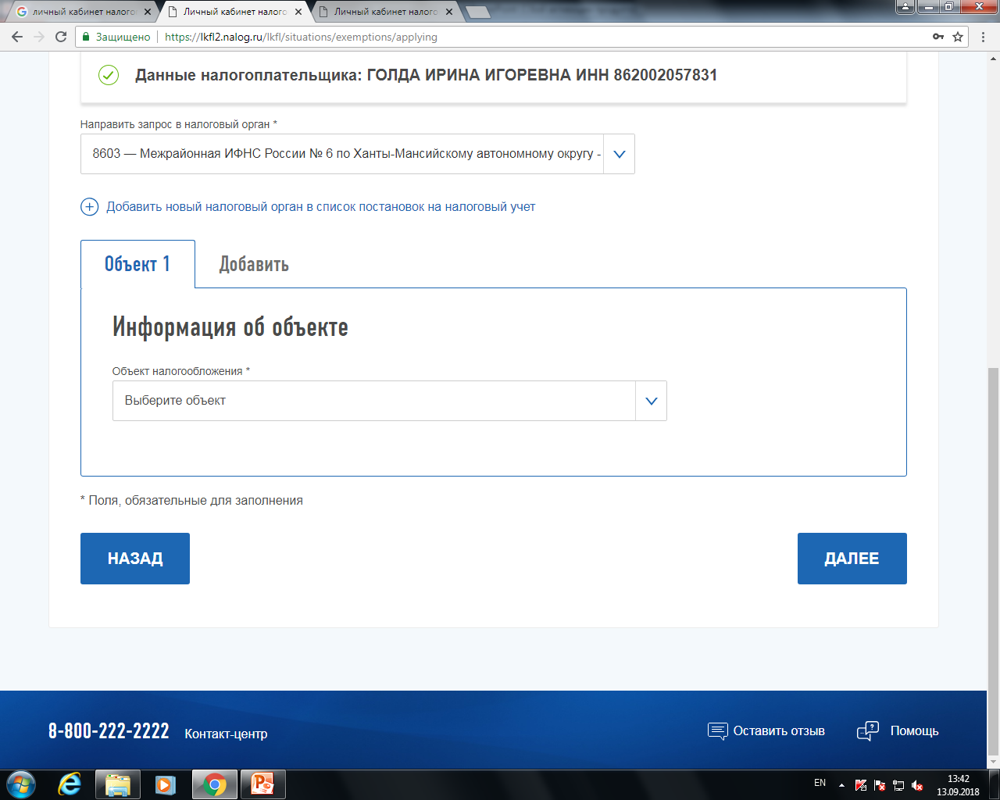 личный кабинет налого
Личный кабинет налого
Личный кабинет налого
Защищено
https://lkfl2.nalog.ru/lkfl/situations/exemptions/applying
Данные налогоплательщика: ГОЛДА ИРИНА ИГОРЕВНА ИНН 862002057831
Направить запрос в налоговый орган *
8603 — Межрайонная ИФНС России № 6 по Ханты-Мансийскому автономному округу -
Добавить новый налоговый орган в список постановок на налоговый учет
Объект 1
Добавить
Информация об объекте
Объект налогообложения *
Выберите объект
* Поля, обязательные для заполнения
НАЗАД
ДАЛЕЕ
8-800-222-2222
Контакт-центр
Оставить отзыв
Помощь
EN
13:42
13.09.2018